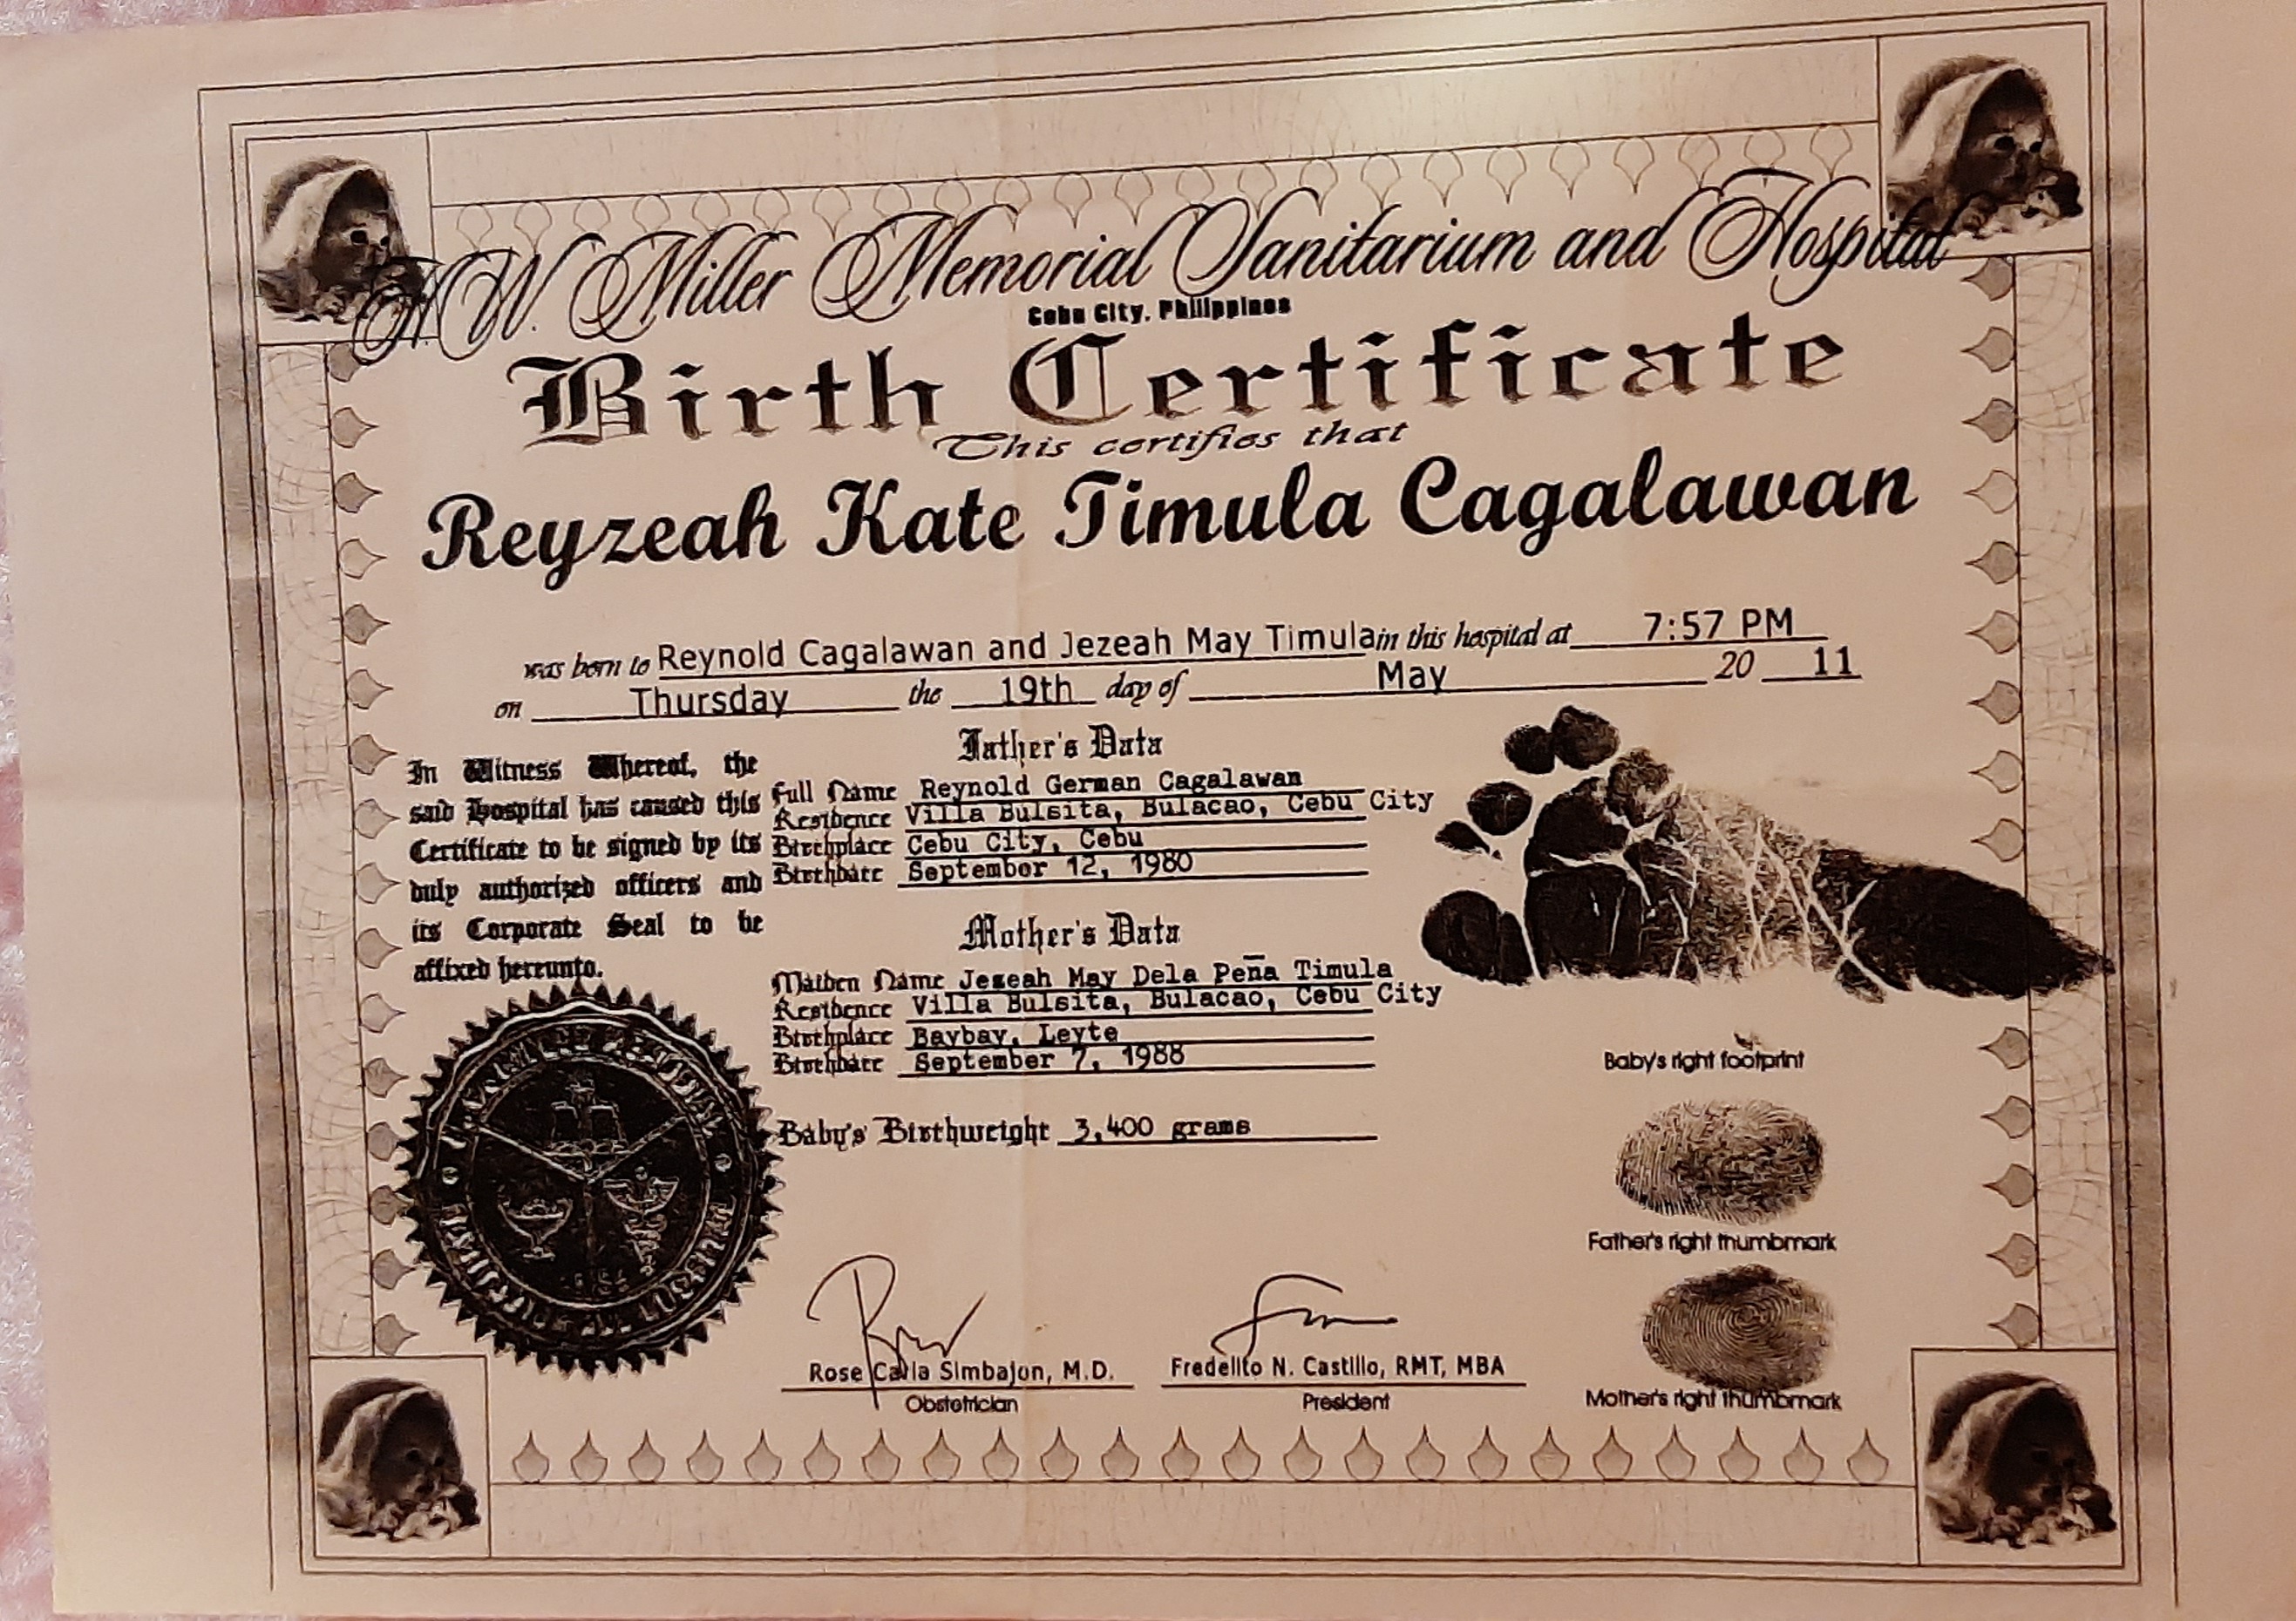 H.W. Miller Memorial Sanitarium and Hospital
Cebu City, Philippines
Birth Certificate
This certifies that
Reyzeah Kate Timula Cagalawan
was born to Reynold Cagalawan and Jezeah May Timula in this hospital at 7:57 PM
on Thursday the 19th day of May 20 11
In Witness Whereof, the
said Hospital has caused this
Certificate to be signed by its
duly authorized officers and
its Corporate Seal to be
affixed hereunto.
Father's Data
Full Name Reynold German Cagalawan
Residence Villa Bulsita, Bulacao, Cebu City
Birthplace Cebu City, Cebu
Birthdate September 12, 1980
Mother's Data
Maiden Name Jezeah May Dela Peña Timula
Residence Villa Bulsita, Bulacao, Cebu City
Birthplace Baybay, Leyte
Birthdate September 7, 1988
Baby's Birthweight 3,400 grams
Baby's right footprint
Father's right thumbmark
Mother's right thumbmark
Rose Carla Simbajon, M.D.
Obstetrician
Fredelito N. Castillo, RMT, MBA
President